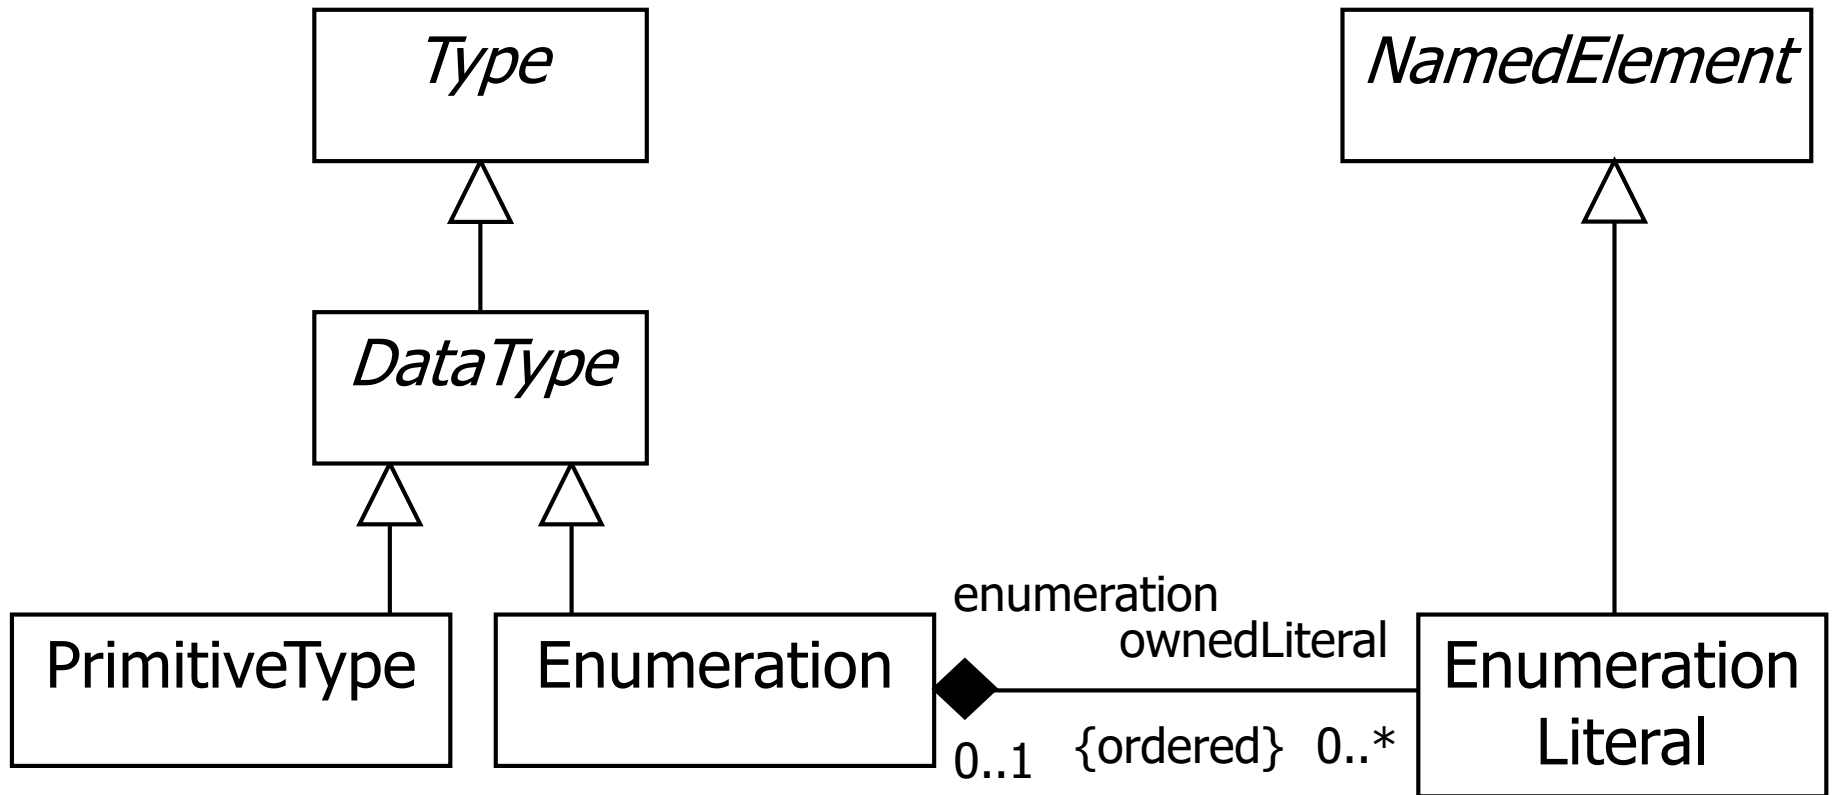 Type
NamedElement
DataType
enumeration
ownedLiteral
PrimitiveType
Enumeration
Enumeration
Literal
0..1
{ordered}
0..*